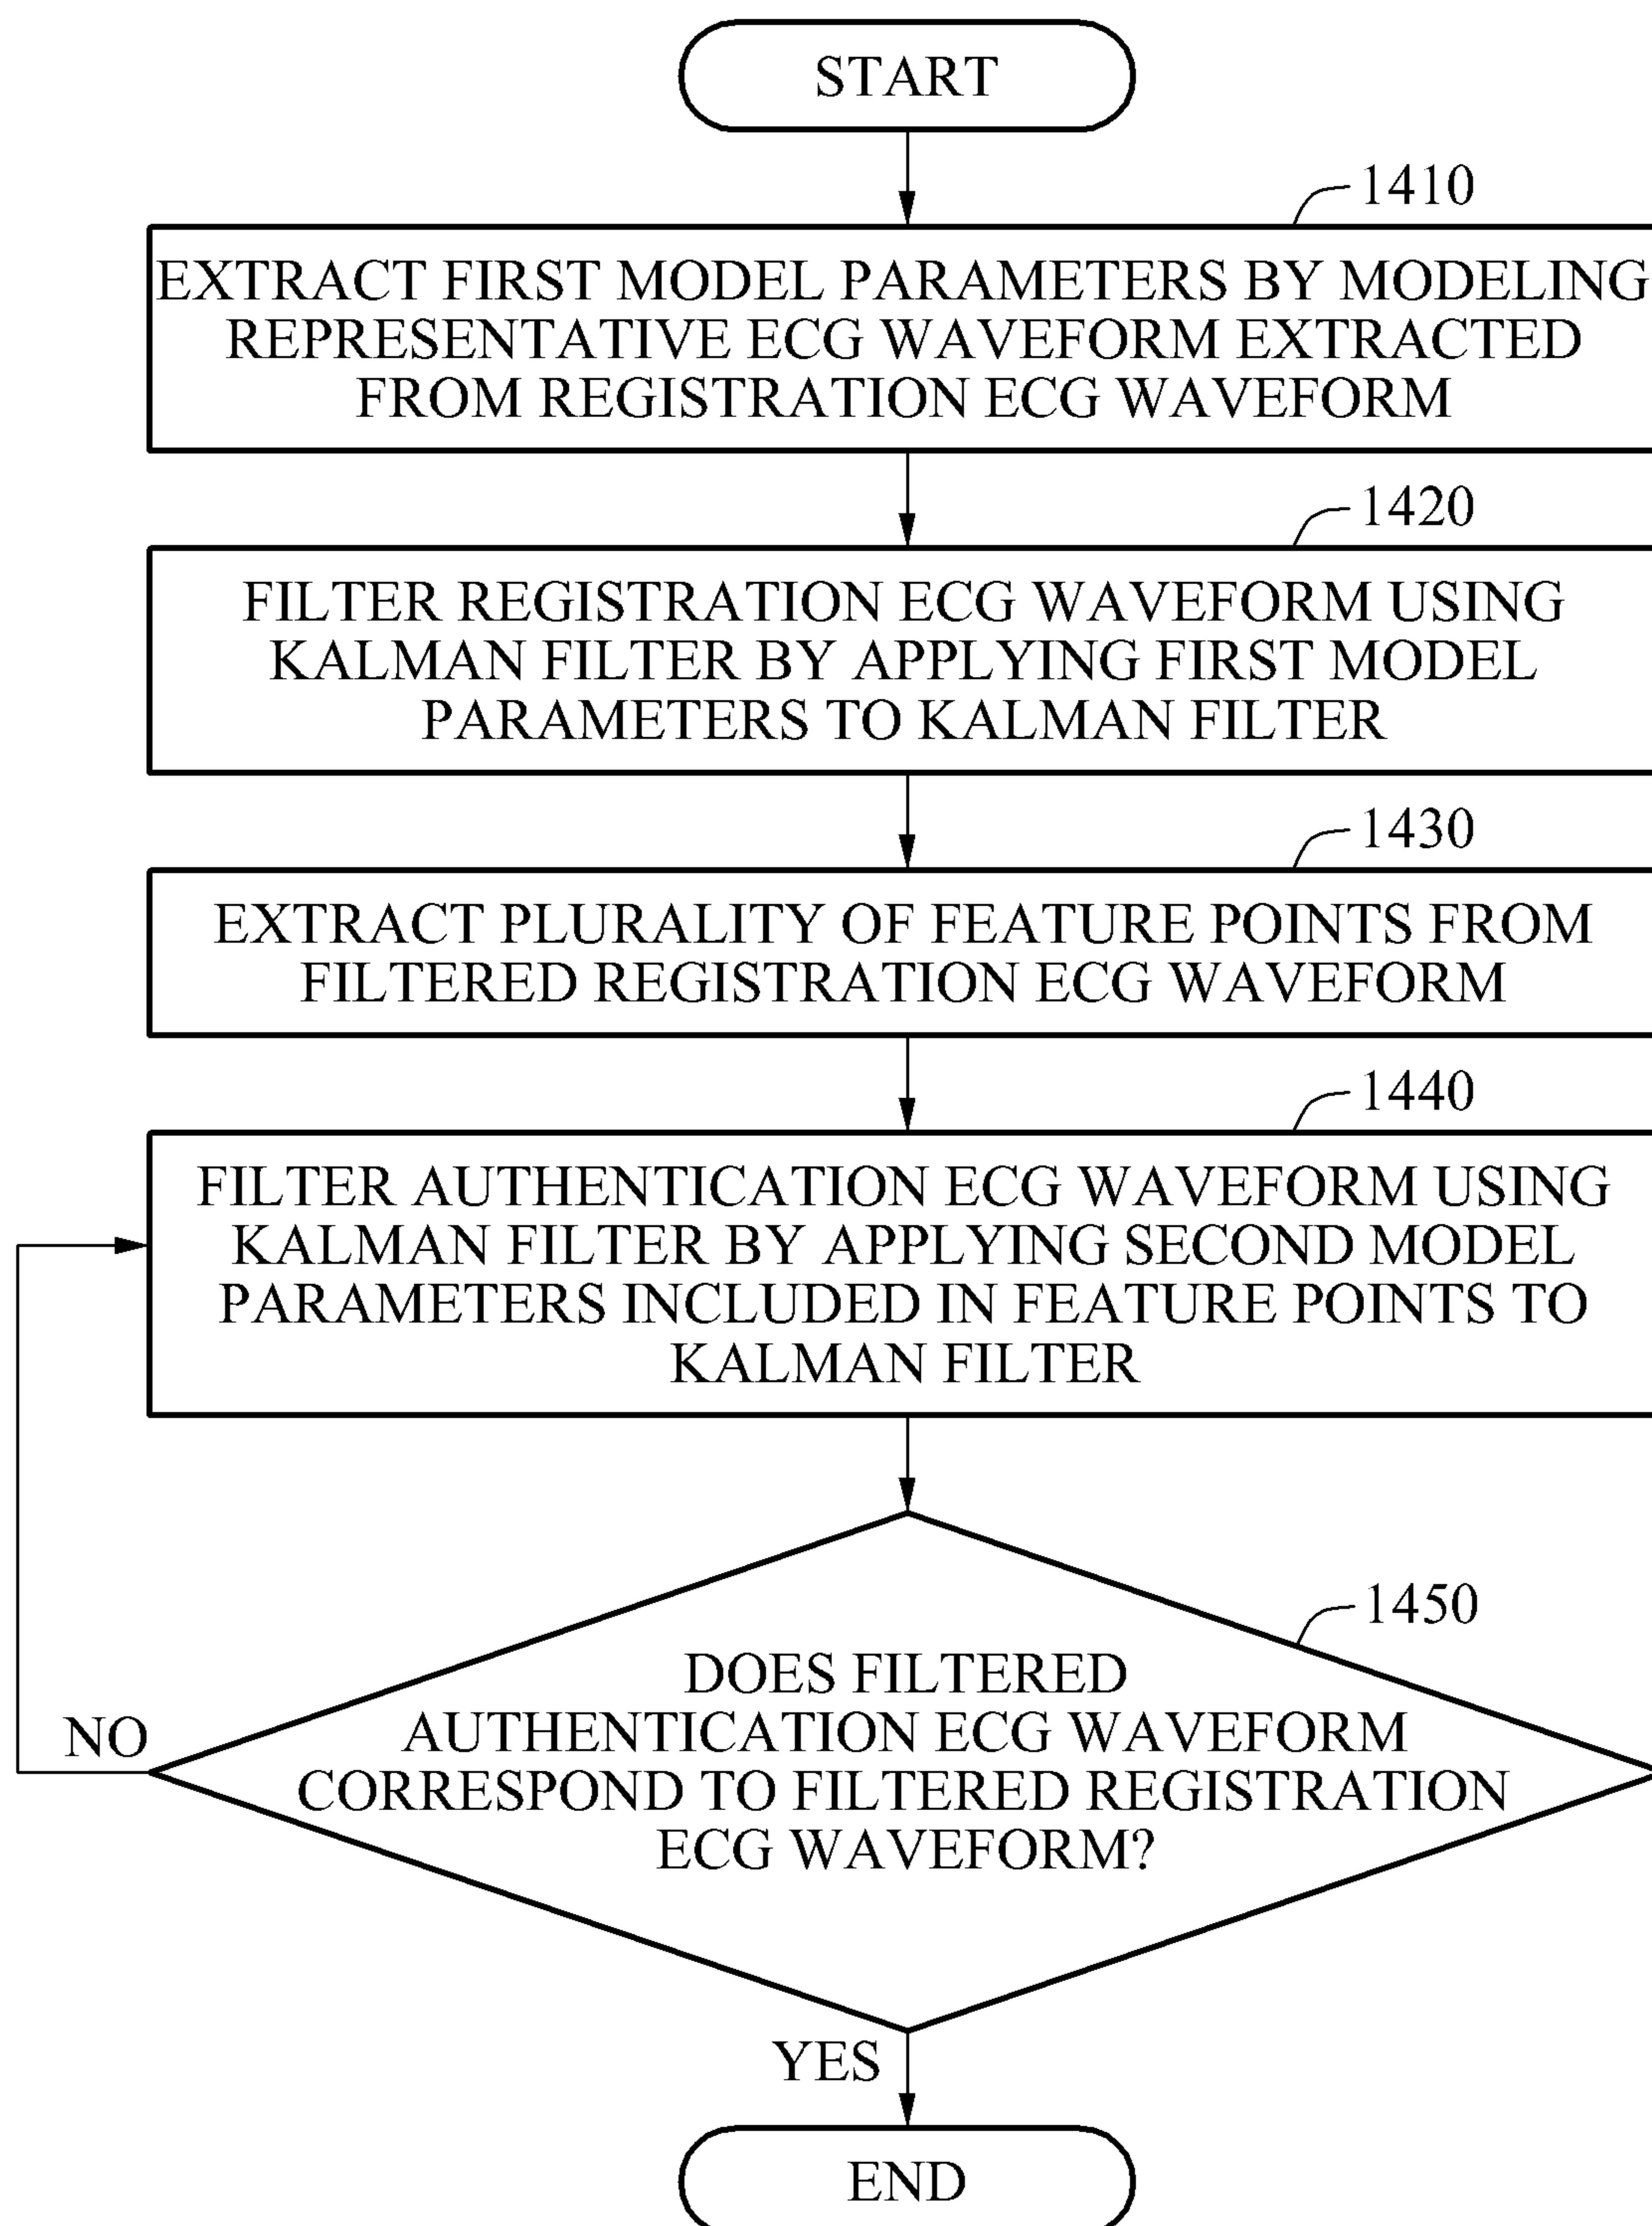 START
1410
EXTRACT FIRST MODEL PARAMETERS BY MODELING
REPRESENTATIVE ECG WAVEFORM EXTRACTED
FROM REGISTRATION ECG WAVEFORM
1420
FILTER REGISTRATION ECG WAVEFORM USING
KALMAN FILTER BY APPLYING FIRST MODEL
PARAMETERS TO KALMAN FILTER
1430
EXTRACT PLURALITY OF FEATURE POINTS FROM
FILTERED REGISTRATION ECG WAVEFORM
1440
FILTER AUTHENTICATION ECG WAVEFORM USING
KALMAN FILTER BY APPLYING SECOND MODEL
PARAMETERS INCLUDED IN FEATURE POINTS TO
KALMAN FILTER
1450
DOES FILTERED
AUTHENTICATION ECG WAVEFORM
CORRESPOND TO FILTERED REGISTRATION
ECG WAVEFORM?
NO
YES
END